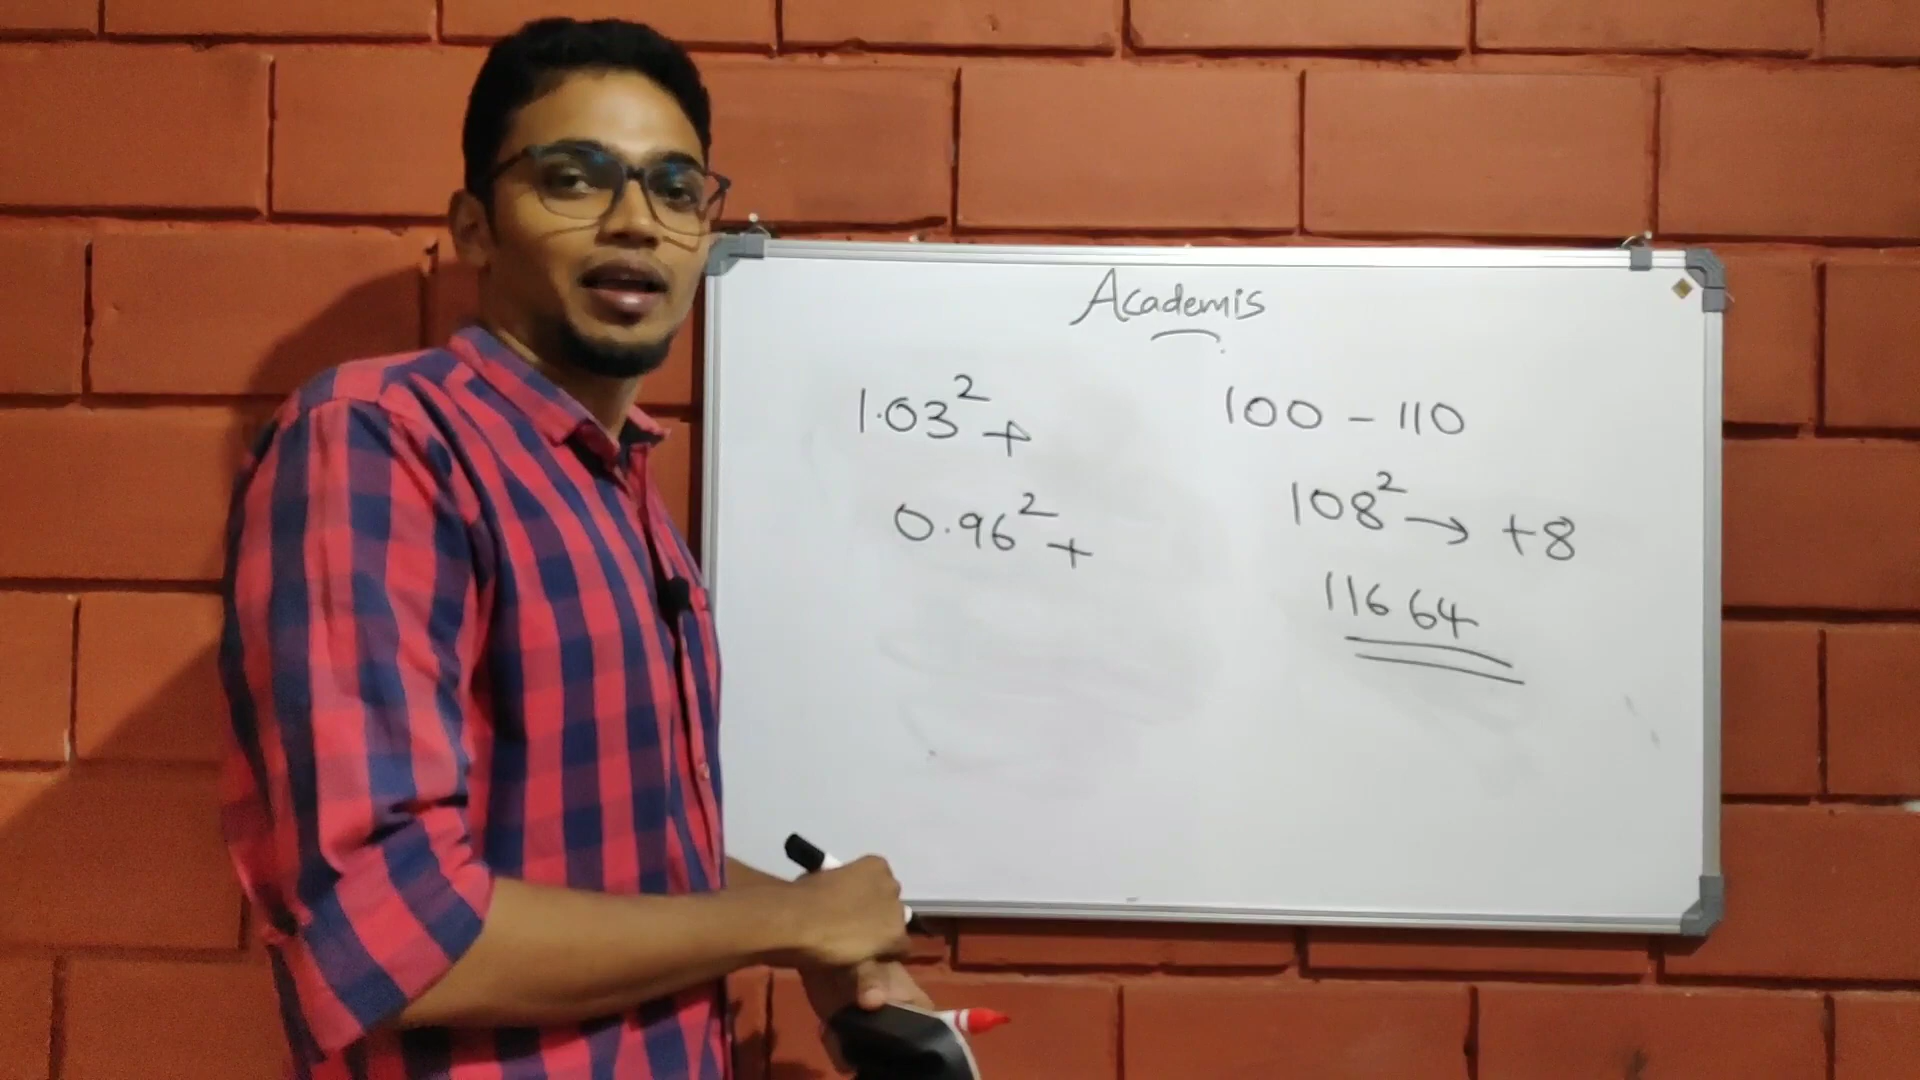 Academis
1.03² +
0.96² +
100 - 110
108² → +8
11664